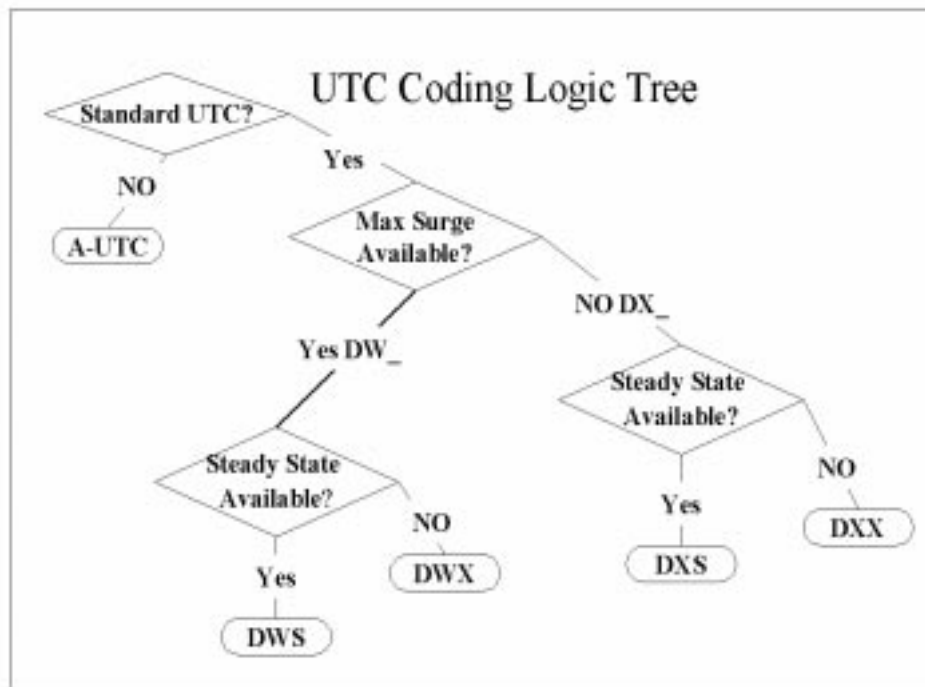 UTC Coding Logic Tree
Standard UTC?
Yes
NO
A-UTC
Max Surge
Available?
NO DX_
Yes DW_
Steady State
Available?
NO
DXX
Yes
DXS
Steady State
Available?
NO
DWX
Yes
DWS